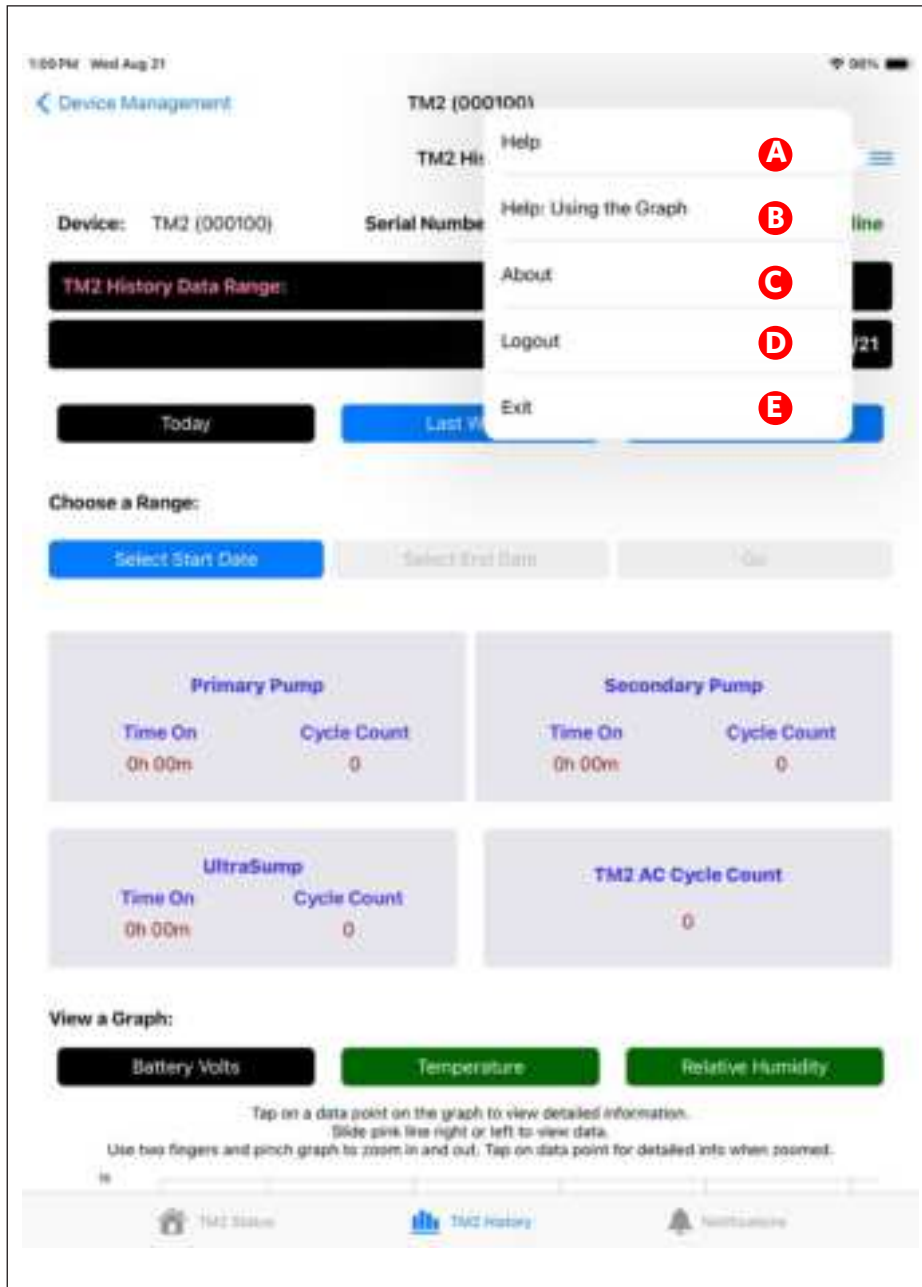 1:00 PM Wed Aug 21 98%
Device Management TM2 (000100)
TM2 His
Help A
Help: Using the Graph B
About C
Logout D
Exit E
Device: TM2 (000100) Serial Numbe line
TM2 History Data Range:
/21
Today Last W
Choose a Range:
Select Start Date Select End Date Go
Primary Pump
Time On Cycle Count
0h 00m 0
Secondary Pump
Time On Cycle Count
0h 00m 0
UltraSump
Time On Cycle Count
0h 00m 0
TM2 AC Cycle Count
0
View a Graph:
Battery Volts Temperature Relative Humidity
Tap on a data point on the graph to view detailed information.
Slide pink line right or left to view data.
Use two fingers and pinch graph to zoom in and out. Tap on data point for detailed info when zoomed.
TM2 Status TM2 History Notifications